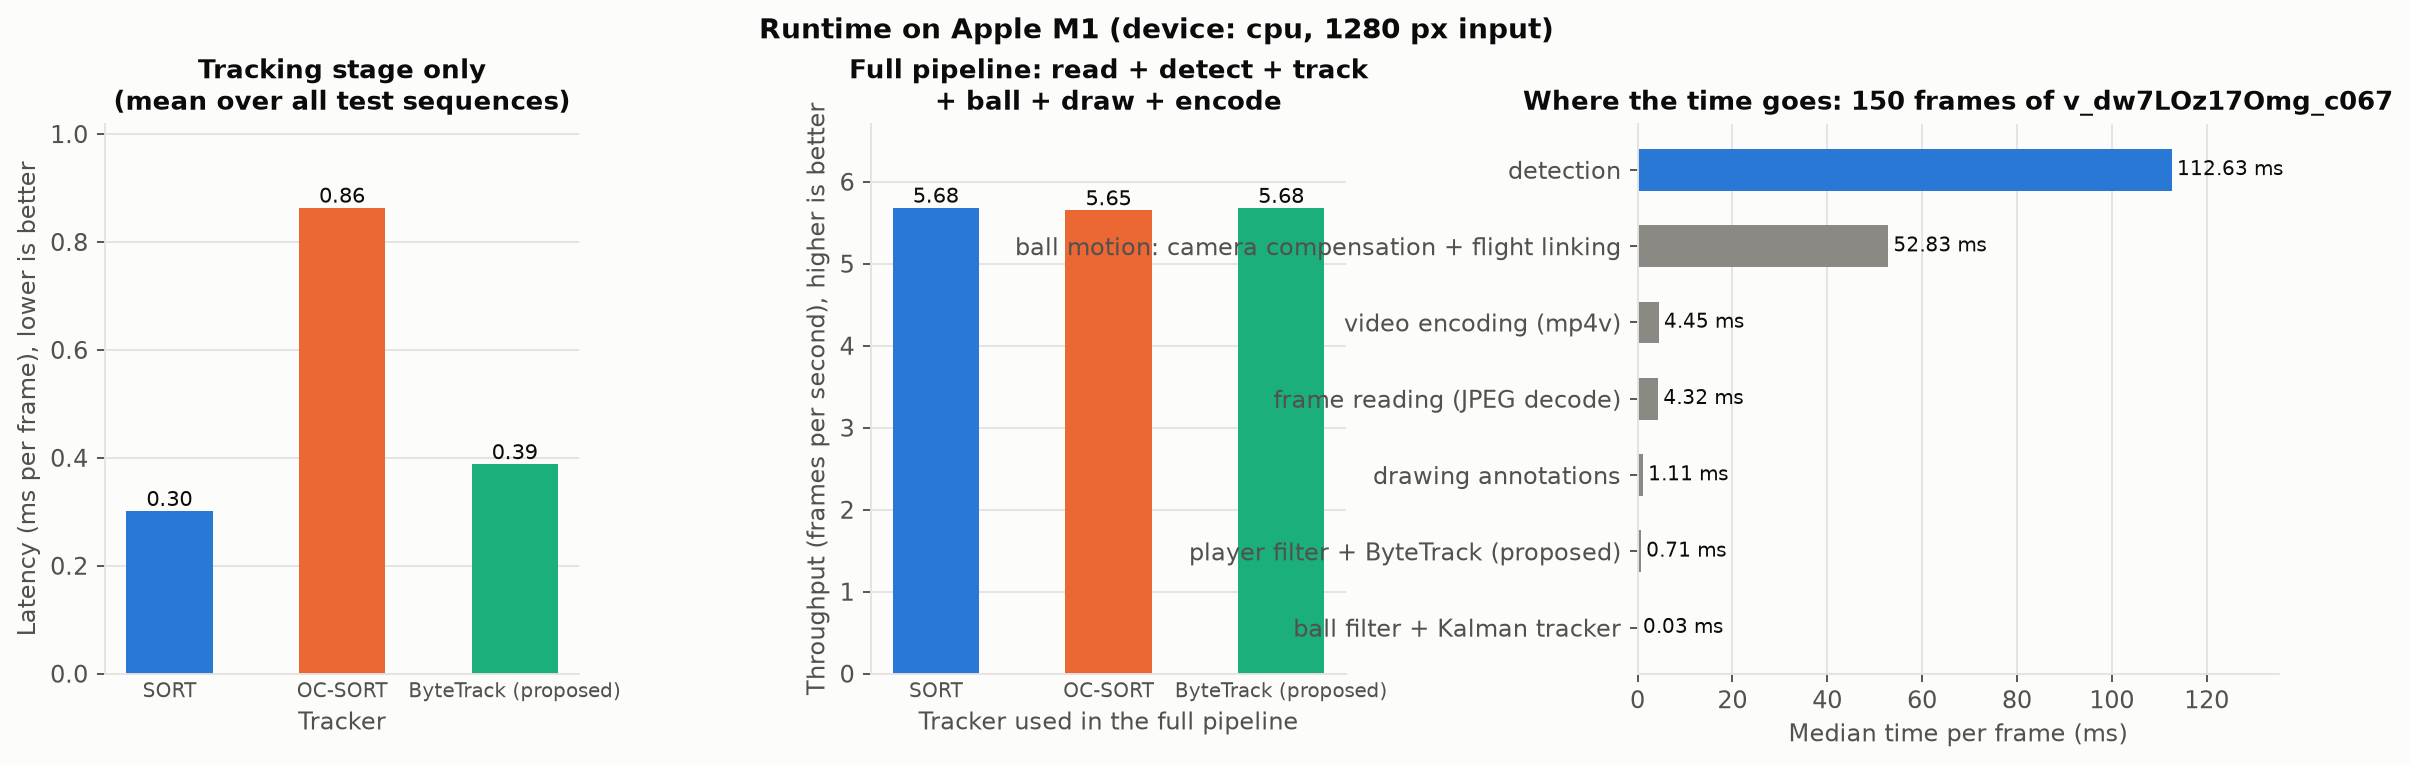 Runtime on Apple M1 (device: cpu, 1280 px input)
Tracking stage only
(mean over all test sequences)
Latency (ms per frame), lower is better
1.0
0.8
0.6
0.4
0.2
0.0
0.30
0.86
0.39
SORT
OC-SORT
ByteTrack (proposed)
Tracker
Full pipeline: read + detect + track
+ ball + draw + encode
Throughput (frames per second), higher is better
6
5
4
3
2
1
0
5.68
5.65
5.68
SORT
OC-SORT
ByteTrack (proposed)
Tracker used in the full pipeline
Where the time goes: 150 frames of v_dw7LOz17Omg_c067
detection
112.63 ms
ball motion: camera compensation + flight linking
52.83 ms
video encoding (mp4v)
4.45 ms
frame reading (JPEG decode)
4.32 ms
drawing annotations
1.11 ms
player filter + ByteTrack (proposed)
0.71 ms
ball filter + Kalman tracker
0.03 ms
0
20
40
60
80
100
120
Median time per frame (ms)